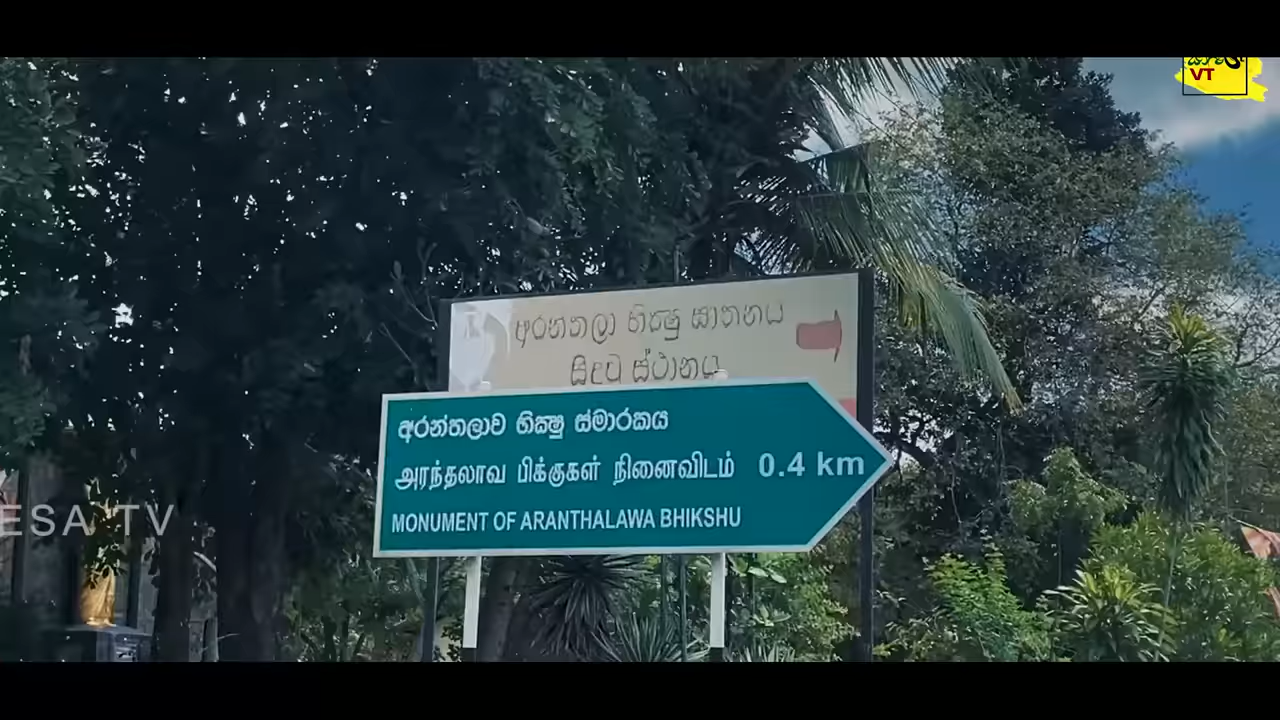 VT
අරන්තලා භික්ෂු ඝාතනය
සිදුවු ස්ථානය
අරන්තලාව භික්ෂු ස්මාරකය
அரந்தலாவ பிக்குகள் நினைவிடம் 0.4 km
MONUMENT OF ARANTHALAWA BHIKSHU
ESA TV